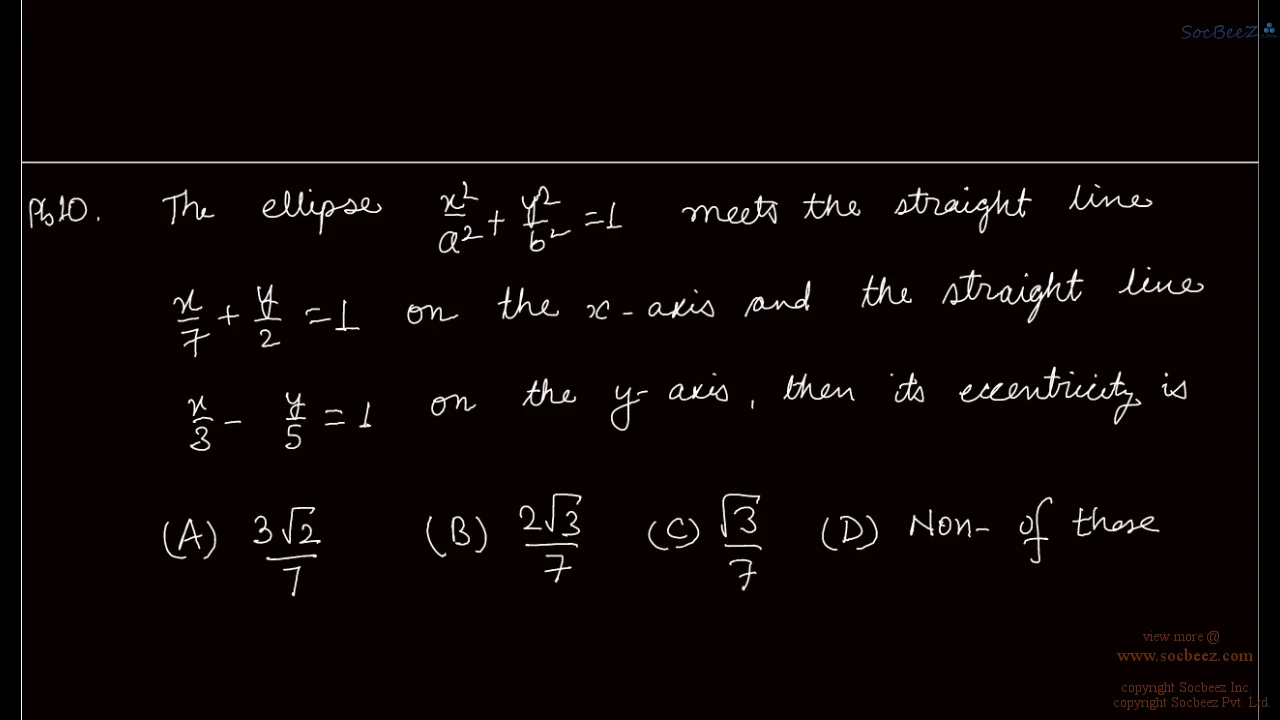 SocBeeZ
Pb10. The ellipse x²/a² + y²/b² = 1 meets the straight line
x/7 + y/2 = 1 on the x-axis and the straight line
x/3 - y/5 = 1 on the y-axis, then its eccentricity is
(A) 3√2/7 (B) 2√3/7 (C) √3/7 (D) Non- of these
view more @
www.socbeez.com
copyright Socbeez Inc.
copyright Socbeez Pvt. Ltd.